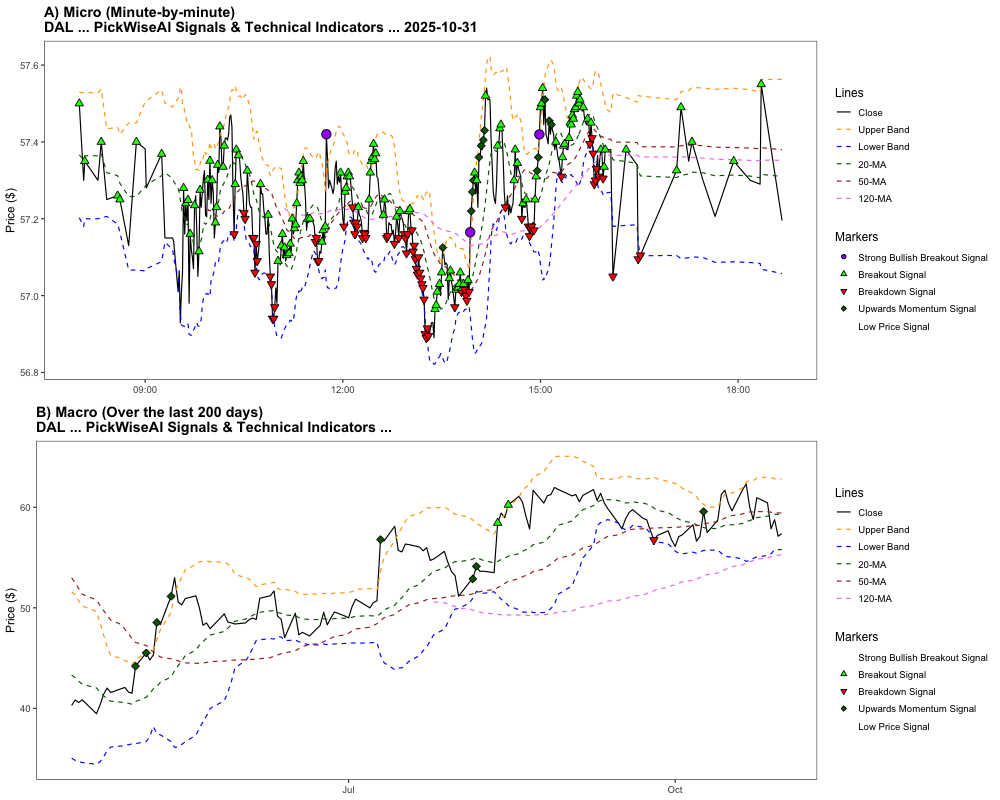 A) Micro (Minute-by-minute)
DAL ... PickWiseAI Signals & Technical Indicators ... 2025-10-31
57.6
57.4
57.2
57.0
56.8
Price ($)
09:00
12:00
15:00
18:00
Lines
Close
Upper Band
Lower Band
20-MA
50-MA
120-MA
Markers
Strong Bullish Breakout Signal
Breakout Signal
Breakdown Signal
Upwards Momentum Signal
Low Price Signal
B) Macro (Over the last 200 days)
DAL ... PickWiseAI Signals & Technical Indicators ...
60
50
40
Price ($)
Jul
Oct
Lines
Close
Upper Band
Lower Band
20-MA
50-MA
120-MA
Markers
Strong Bullish Breakout Signal
Breakout Signal
Breakdown Signal
Upwards Momentum Signal
Low Price Signal